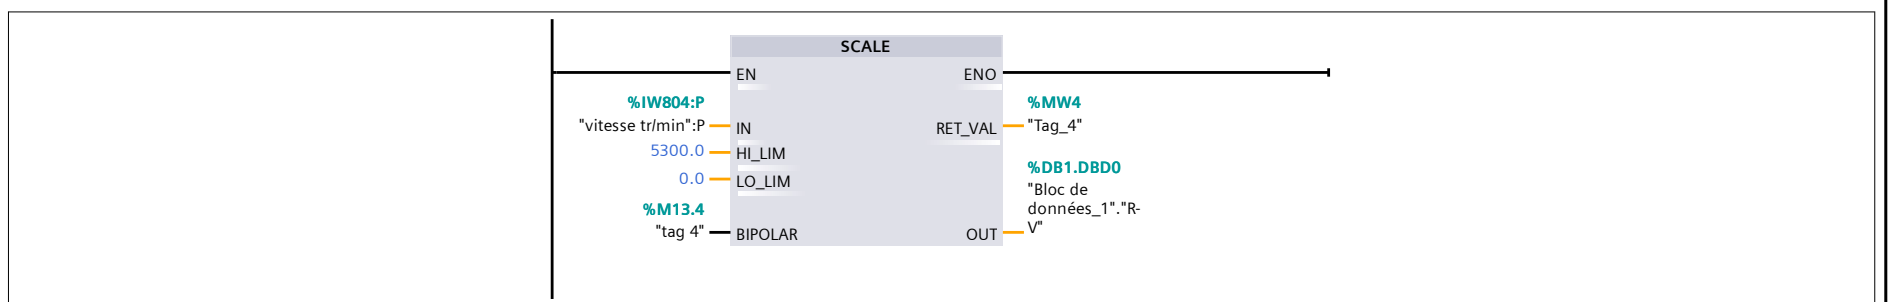 SCALE
EN
ENO
%IW804:P
"vitesse tr/min":P
IN
RET_VAL
%MW4
"Tag_4"
5300.0
HI_LIM
0.0
LO_LIM
%DB1.DBD0
"Bloc de
données_1"."R-
V"
%M13.4
"tag 4"
BIPOLAR
OUT